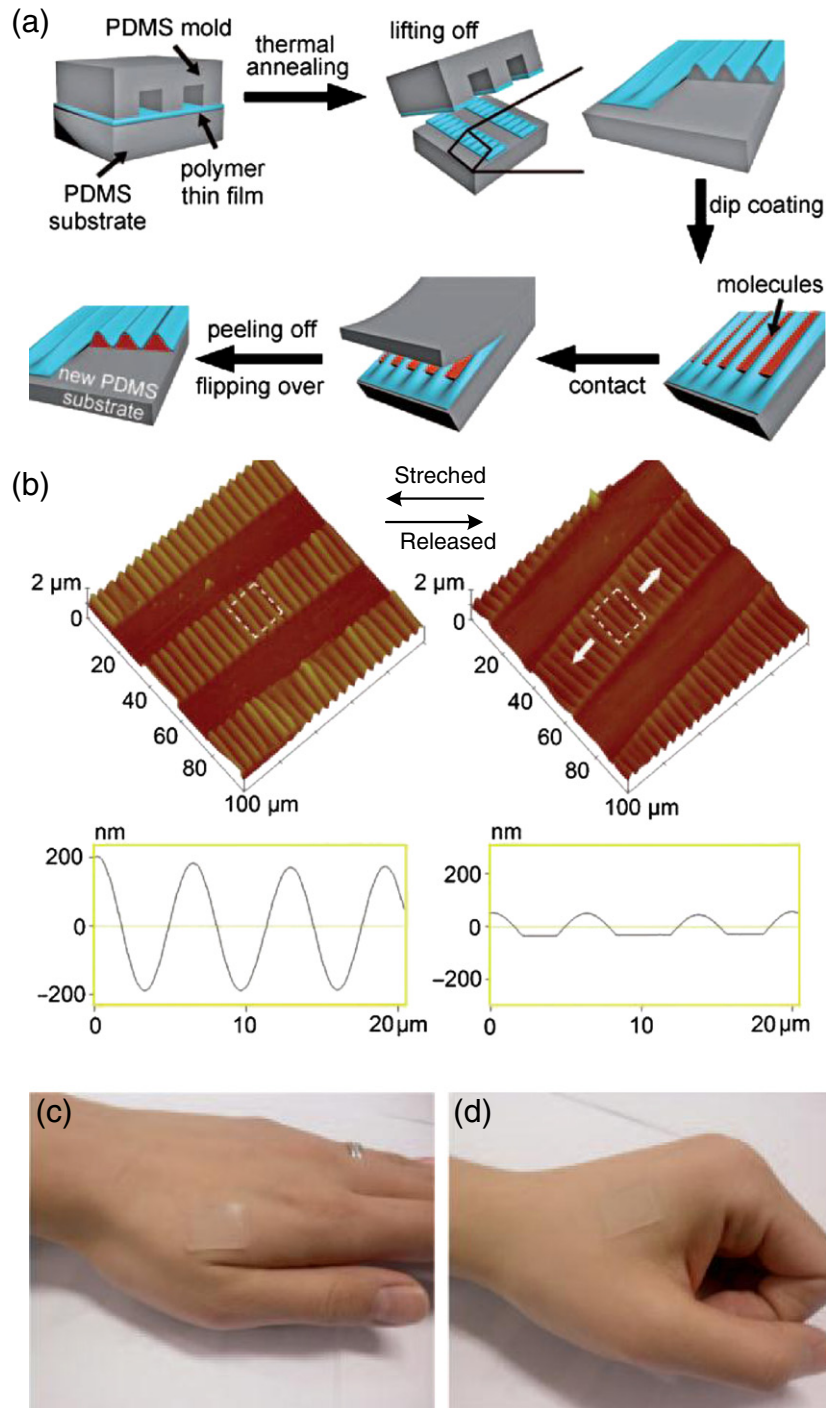 (a)
PDMS mold
thermal
annealing
lifting off
PDMS
substrate
polymer
thin film
dip coating
molecules
contact
peeling off
flipping over
new PDMS
substrate
(b)
Streched
Released
2 μm
0
20
40
60
80
100 μm
2 μm
0
20
40
60
80
100 μm
nm
200
0
−200
0
10
20 μm
nm
200
0
−200
0
10
20 μm
(c)
(d)